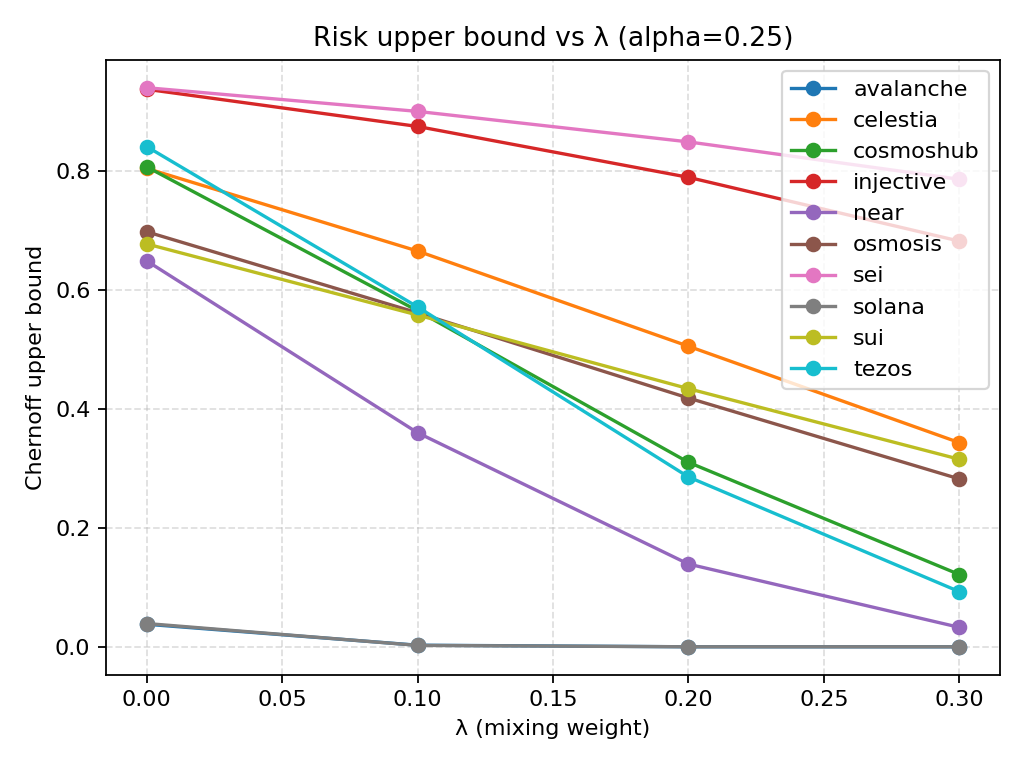 Risk upper bound vs λ (alpha=0.25)
avalanche
celestia
cosmoshub
injective
near
osmosis
sei
solana
sui
tezos
Chernoff upper bound
0.8
0.6
0.4
0.2
0.0
0.00 0.05 0.10 0.15 0.20 0.25 0.30
λ (mixing weight)